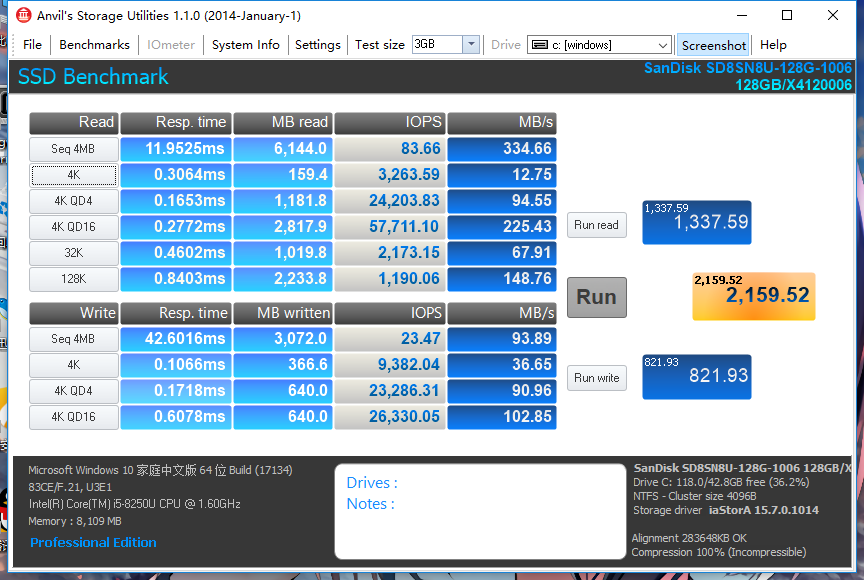 Anvil's Storage Utilities 1.1.0 (2014-January-1)
File Benchmarks IOmeter System Info Settings Test size 3GB Drive c: [windows] Screenshot Help
SSD Benchmark
SanDisk SD8SN8U-128G-1006
128GB/X4120006
Read Resp. time MB read IOPS MB/s
Seq 4MB 11.9525ms 6,144.0 83.66 334.66
4K 0.3064ms 159.4 3,263.59 12.75
4K QD4 0.1653ms 1,181.8 24,203.83 94.55
4K QD16 0.2772ms 2,817.9 57,711.10 225.43
32K 0.4602ms 1,019.8 2,173.15 67.91
128K 0.8403ms 2,233.8 1,190.06 148.76
Run read
1,337.59
1,337.59
Run
2,159.52
2,159.52
Write Resp. time MB written IOPS MB/s
Seq 4MB 42.6016ms 3,072.0 23.47 93.89
4K 0.1066ms 366.6 9,382.04 36.65
4K QD4 0.1718ms 640.0 23,286.31 90.96
4K QD16 0.6078ms 640.0 26,330.05 102.85
Run write
821.93
821.93
Microsoft Windows 10 家庭中文版 64 位 Build (17134)
83CE/F.21, U3E1
Intel(R) Core(TM) i5-8250U CPU @ 1.60GHz
Memory : 8,109 MB
Professional Edition
Drives :
Notes :
SanDisk SD8SN8U-128G-1006 128GB/X
Drive C: 118.0/42.8GB free (36.2%)
NTFS - Cluster size 4096B
Storage driver iaStorA 15.7.0.1014
Alignment 283648KB OK
Compression 100% (Incompressible)